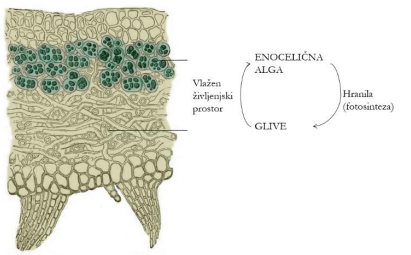 ENOCELIČNA
ALGA
Vlažen
življenjski
prostor
Hranila
(fotosinteza)
GLIVE